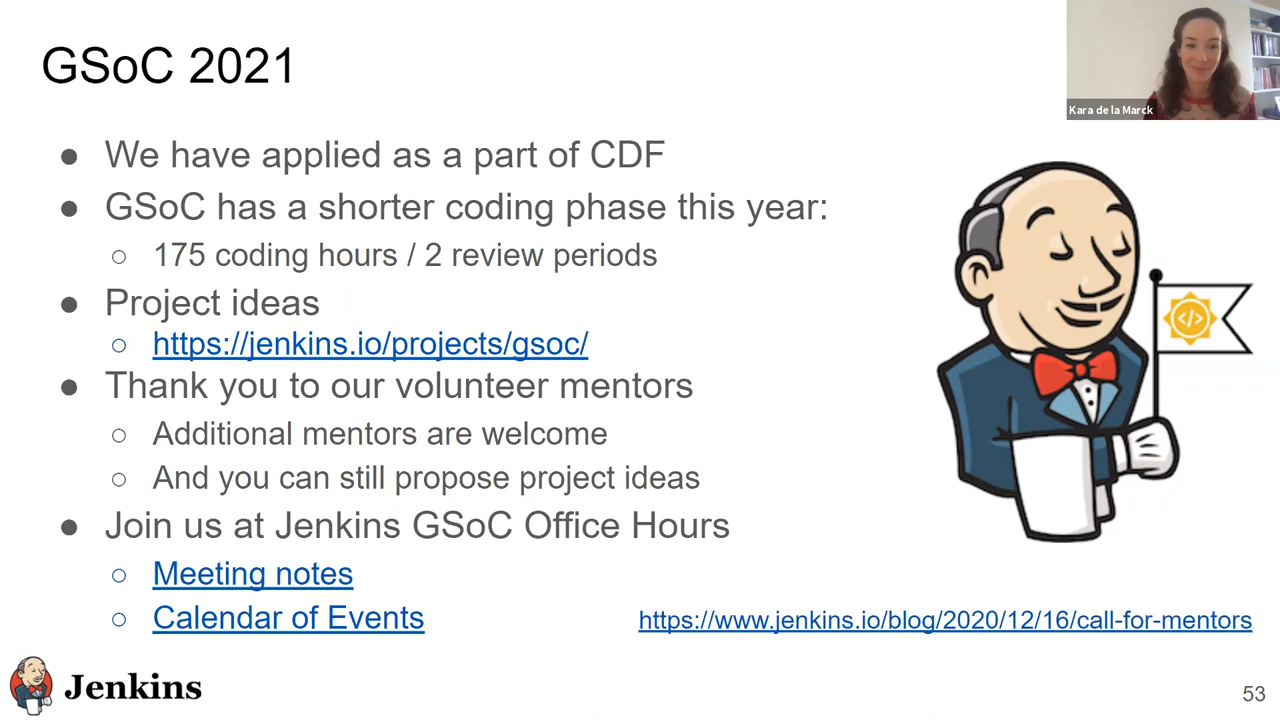 GSoC 2021
Kara de la Marck
● We have applied as a part of CDF
● GSoC has a shorter coding phase this year:
○ 175 coding hours / 2 review periods
● Project ideas
○ https://jenkins.io/projects/gsoc/
● Thank you to our volunteer mentors
○ Additional mentors are welcome
○ And you can still propose project ideas
● Join us at Jenkins GSoC Office Hours
○ Meeting notes
○ Calendar of Events
https://www.jenkins.io/blog/2020/12/16/call-for-mentors
</>
Jenkins
53